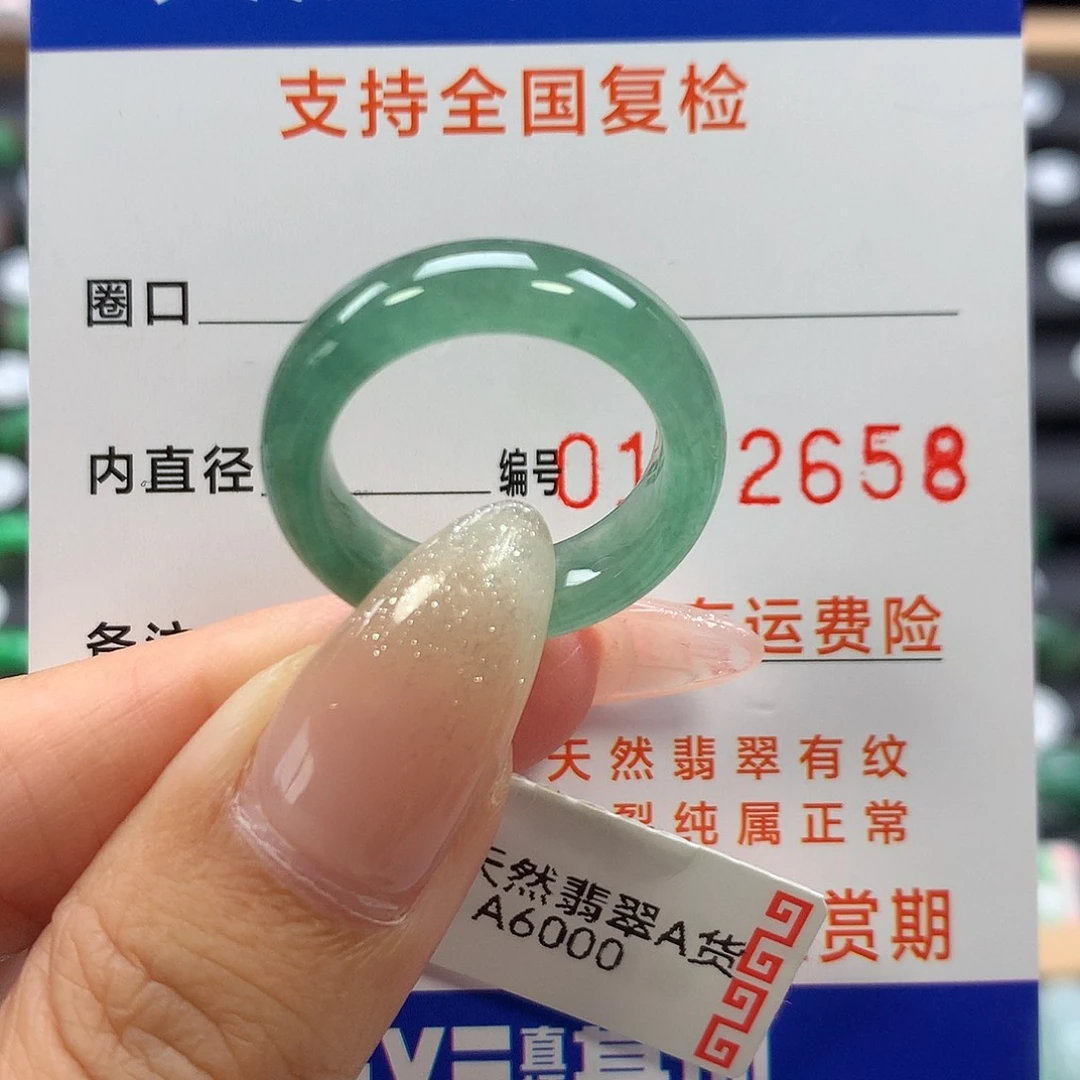 支持全国复检
圈口
内直径
编号01 2658
备注
运费险
天然翡翠有纹
裂纯属正常
赏期
天然翡翠A货
A6000